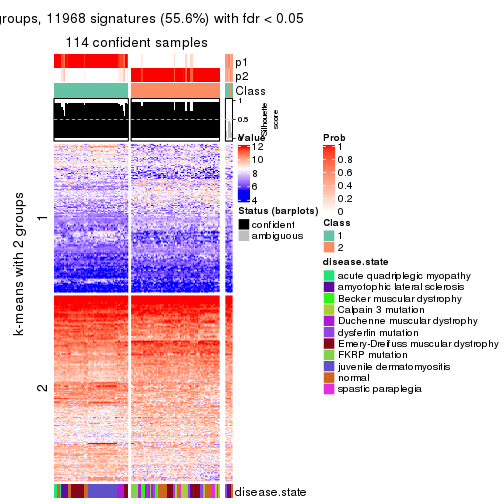 groups, 11968 signatures (55.6%) with fdr < 0.05
114 confident samples
p1
p2
Class
1
0.5
Silhouette
score
k-means with 2 groups
1
2
disease.state
Value
12
10
8
6
4
Status (barplots)
confident
ambiguous
Prob
1
0.8
0.6
0.4
0.2
0
Class
1
2
disease.state
acute quadriplegic myopathy
amyotophic lateral sclerosis
Becker muscular dystrophy
Calpain 3 mutation
Duchenne muscular dystrophy
dysferlin mutation
Emery-Dreifuss muscular dystrophy
FKRP mutation
juvenile dermatomyositis
normal
spastic paraplegia